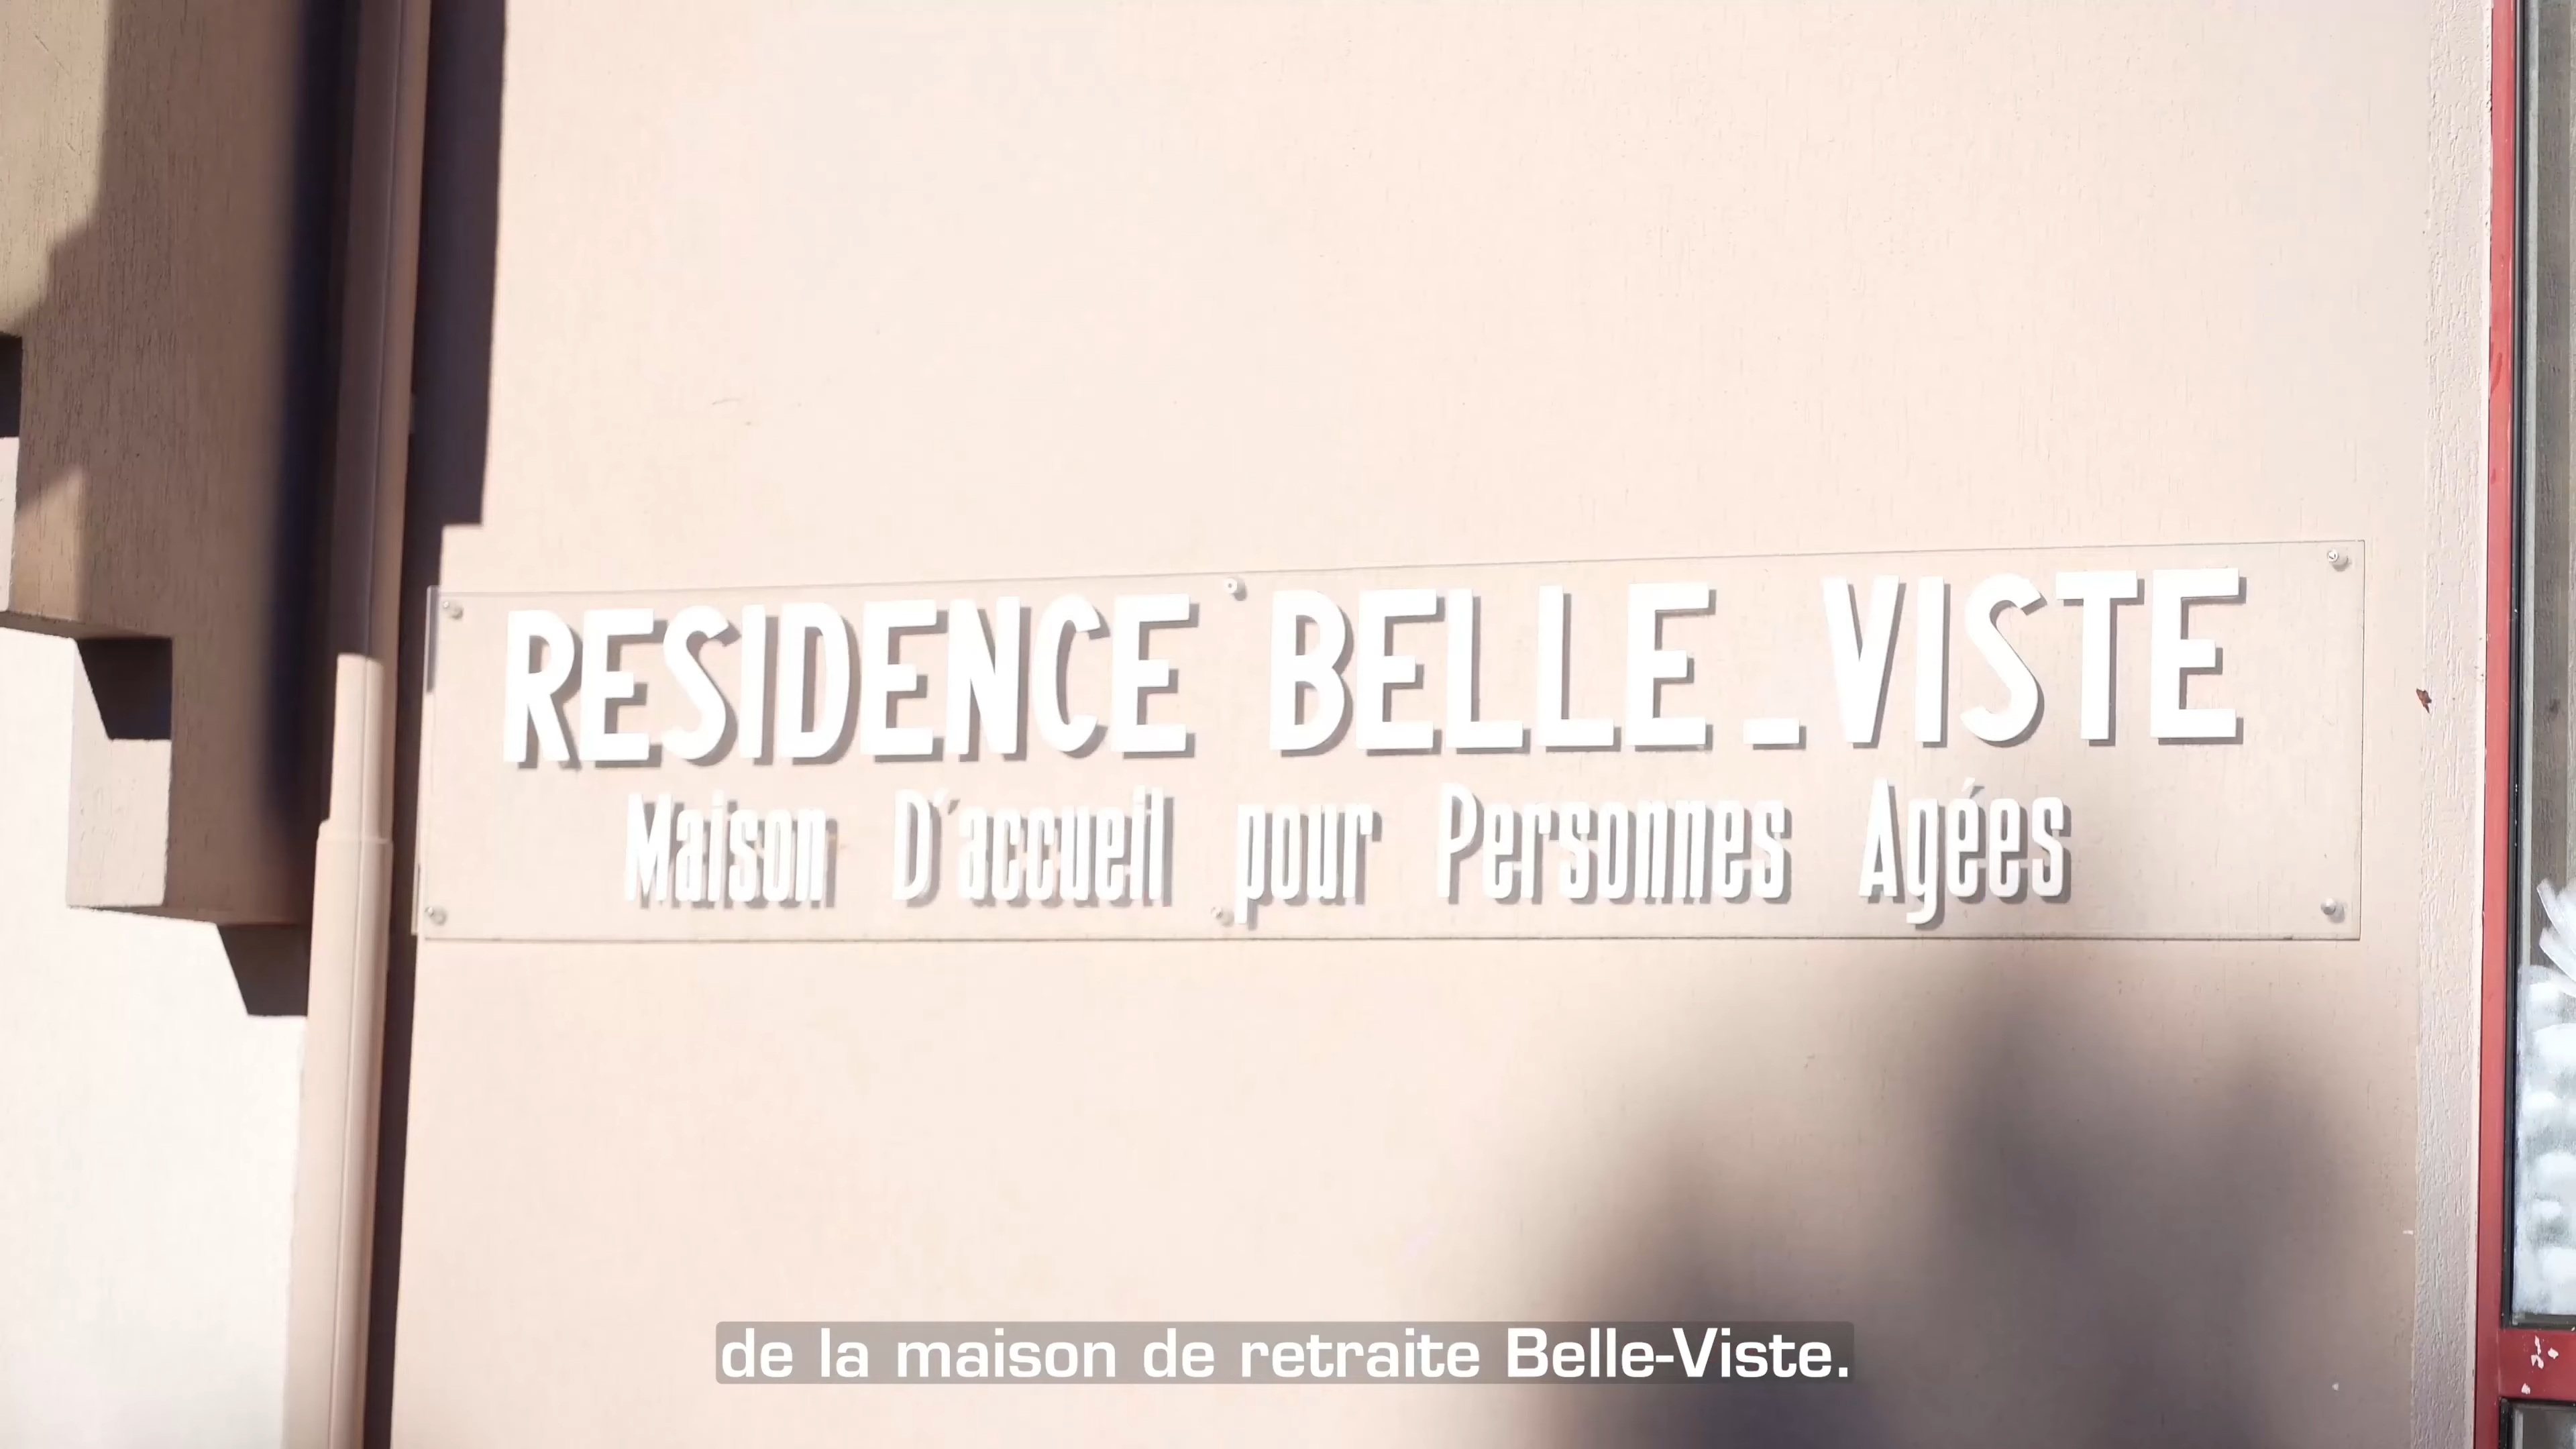 RESIDENCE BELLE_VISTE
Maison D'accueil pour Personnes Agées
de la maison de retraite Belle-Viste.